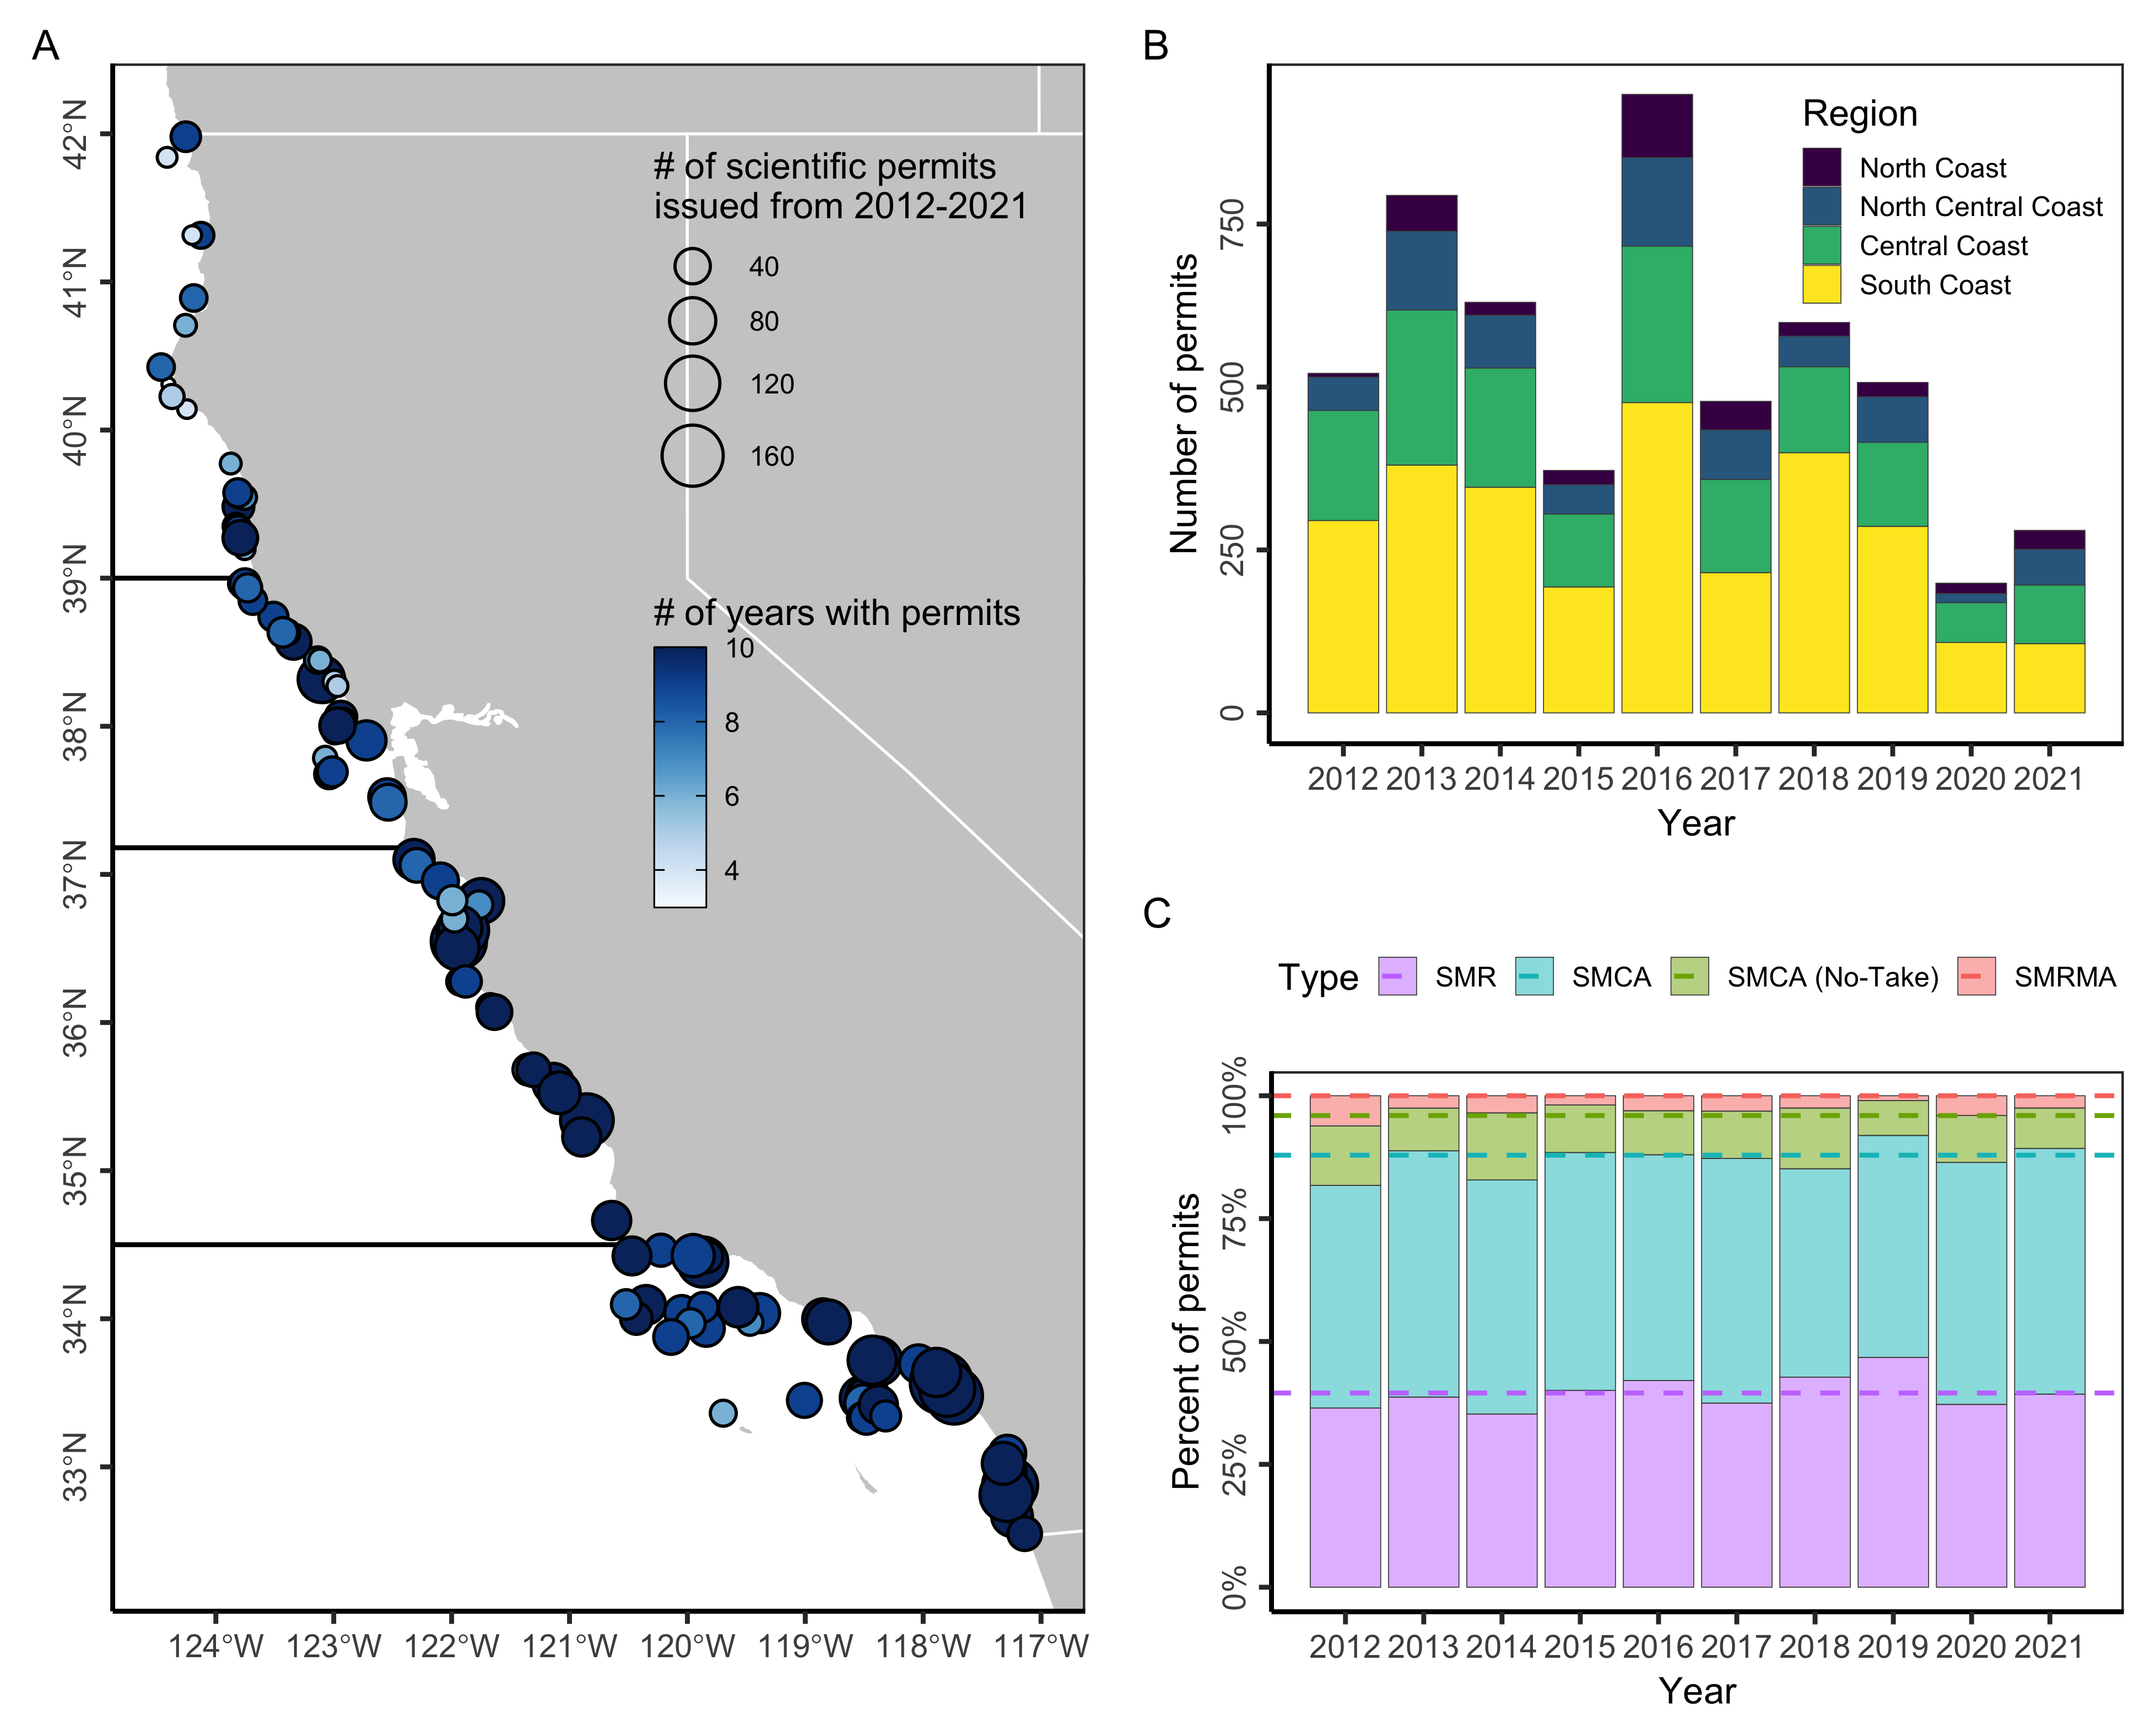 A
42°N
41°N
40°N
39°N
38°N
37°N
36°N
35°N
34°N
33°N
124°W 123°W 122°W 121°W 120°W 119°W 118°W 117°W
# of scientific permits
issued from 2012-2021
40
80
120
160
# of years with permits
10
8
6
4
B
Number of permits
750
500
250
0
Region
North Coast
North Central Coast
Central Coast
South Coast
2012 2013 2014 2015 2016 2017 2018 2019 2020 2021
Year
C
Type SMR SMCA SMCA (No-Take) SMRMA
Percent of permits
100%
75%
50%
25%
0%
2012 2013 2014 2015 2016 2017 2018 2019 2020 2021
Year